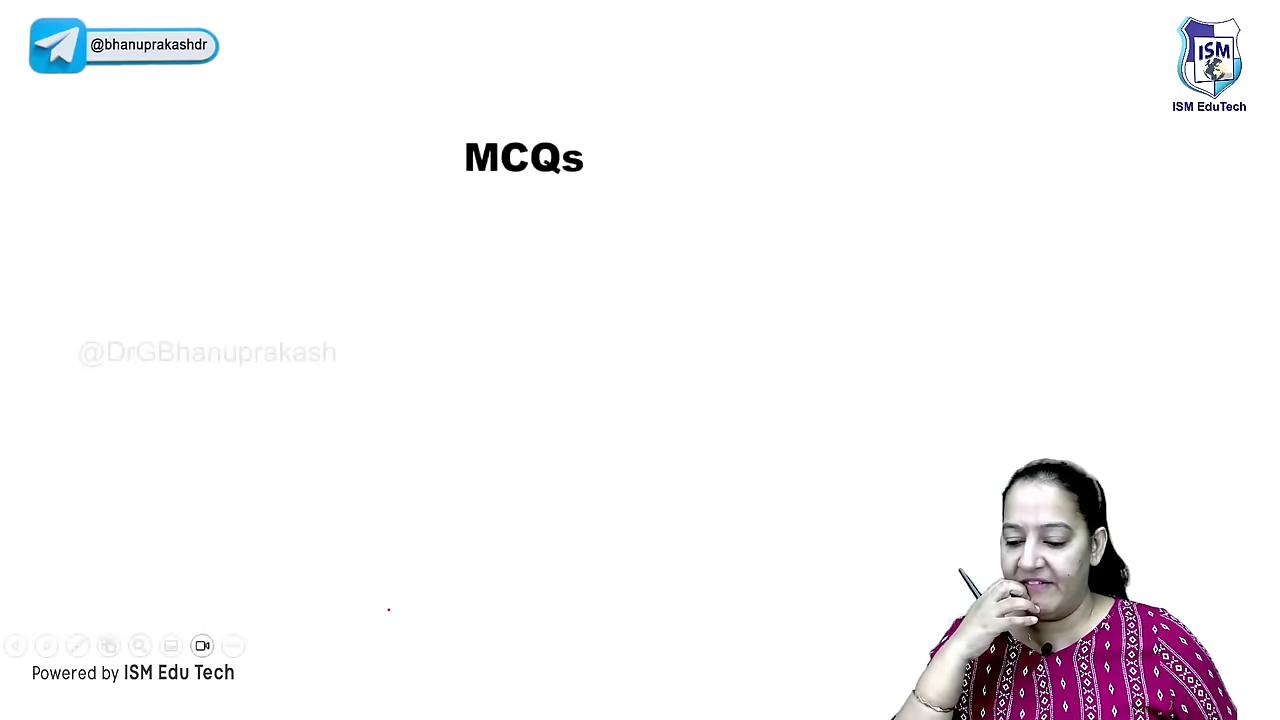 @bhanuprakashdr
ISM
ISM EduTech
MCQs
@DrGBhanuprakash
Powered by ISM Edu Tech